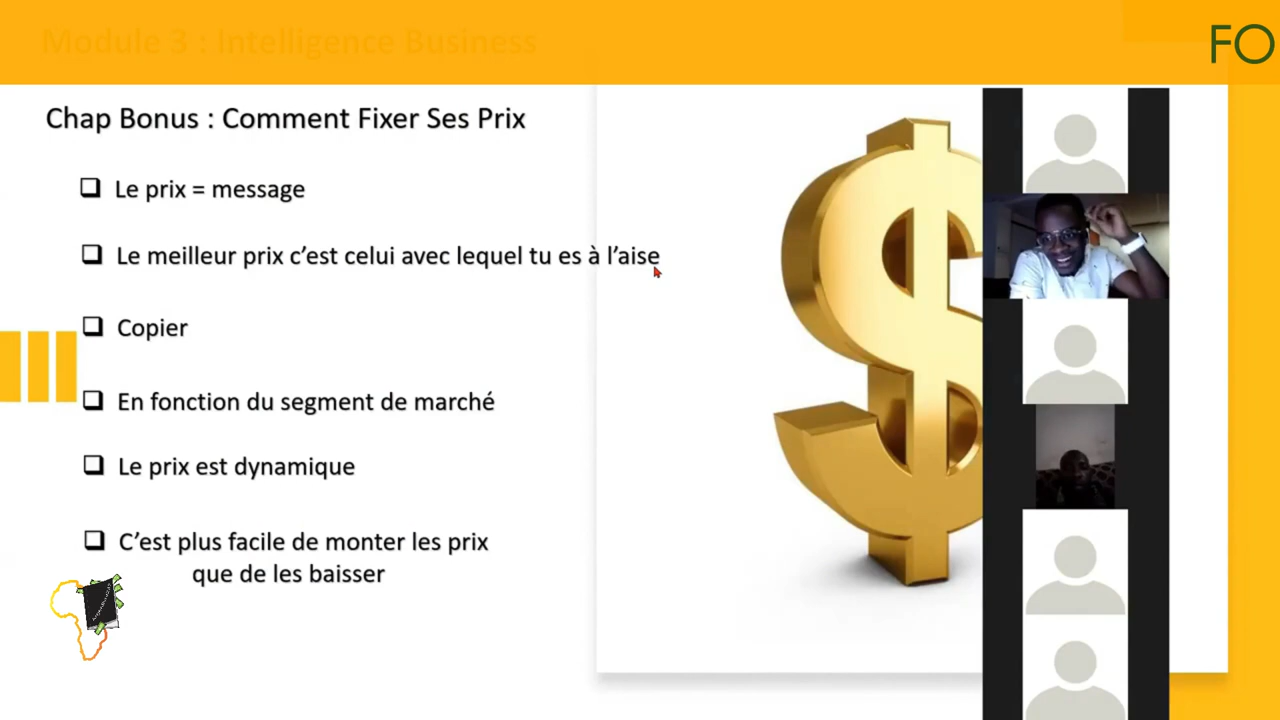 Module 3 : Intelligence Business
FO
Chap Bonus : Comment Fixer Ses Prix
Le prix = message
Le meilleur prix c’est celui avec lequel tu es à l’aise
Copier
En fonction du segment de marché
Le prix est dynamique
C’est plus facile de monter les prix
que de les baisser